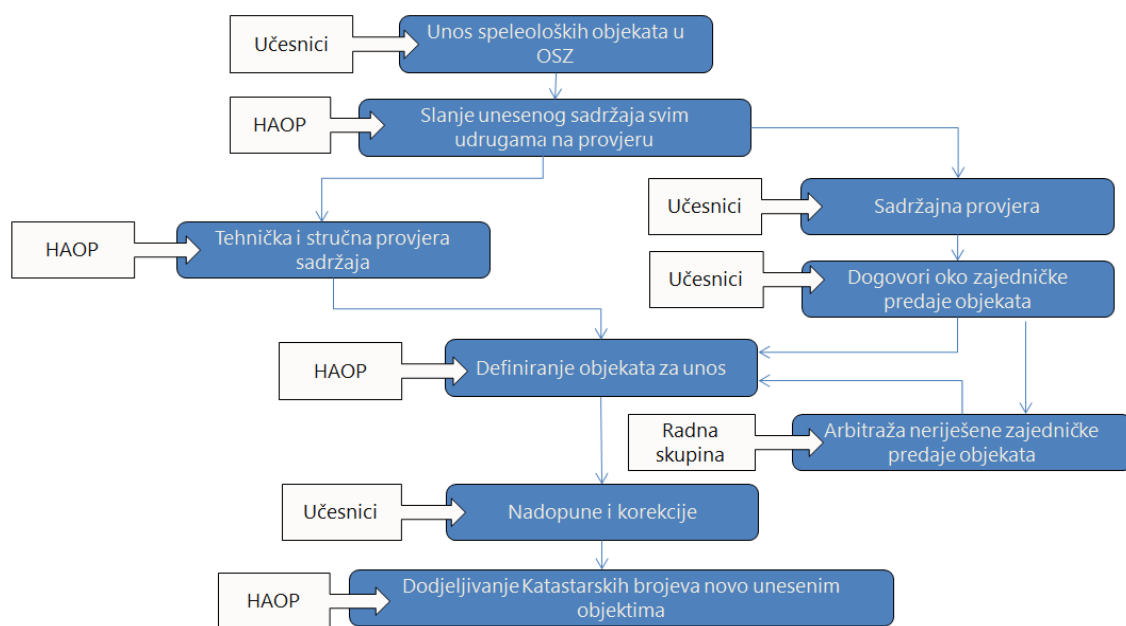 Učesnici
Unos speleoloških objekata u
OSZ
HAOP
Slanje unesenog sadržaja svim
udrugama na provjeru
Učesnici
Sadržajna provjera
HAOP
Tehnička i stručna provjera
sadržaja
Učesnici
Dogovori oko zajedničke
predaje objekata
HAOP
Definiranje objekata za unos
Radna
skupina
Arbitraža neriješene zajedničke
predaje objekata
Učesnici
Nadopune i korekcije
HAOP
Dodjeljivanje Katastarskih brojeva novo unesenim
objektima